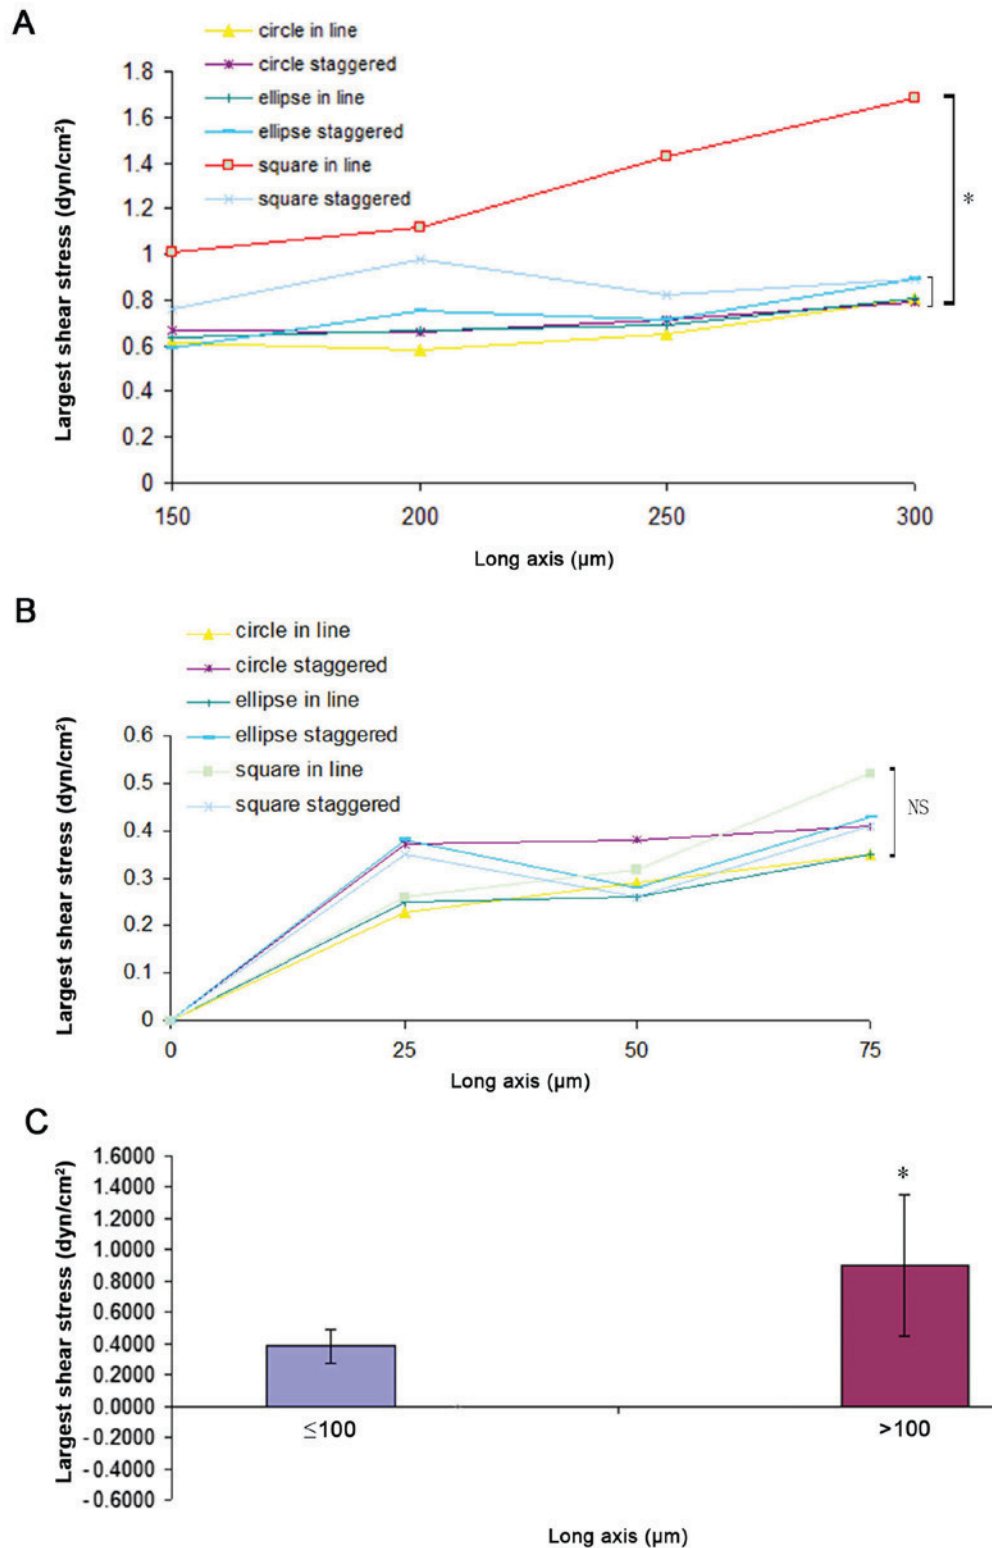 A
circle in line
circle staggered
ellipse in line
ellipse staggered
square in line
square staggered
Largest shear stress (dyn/cm²)
1.8
1.6
1.4
1.2
1
0.8
0.6
0.4
0.2
0
150 200 250 300
Long axis (µm)
*
B
circle in line
circle staggered
ellipse in line
ellipse staggered
square in line
square staggered
Largest shear stress (dyn/cm²)
0.6
0.5
0.4
0.3
0.2
0.1
0
0 25 50 75
Long axis (µm)
NS
C
Largest shear stress (dyn/cm²)
1.6000
1.4000
1.2000
1.0000
0.8000
0.6000
0.4000
0.2000
0.0000
-0.2000
-0.4000
-0.6000
*
≤100 >100
Long axis (µm)